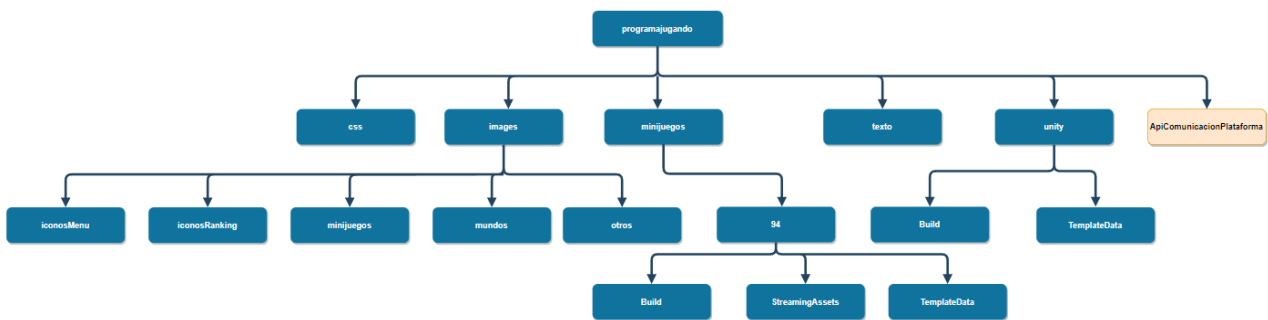 programajugando
css
images
minijuegos
texto
unity
ApiComunicacionPlataforma
iconosMenu
iconosRanking
minijuegos
mundos
otros
94
Build
TemplateData
Build
StreamingAssets
TemplateData